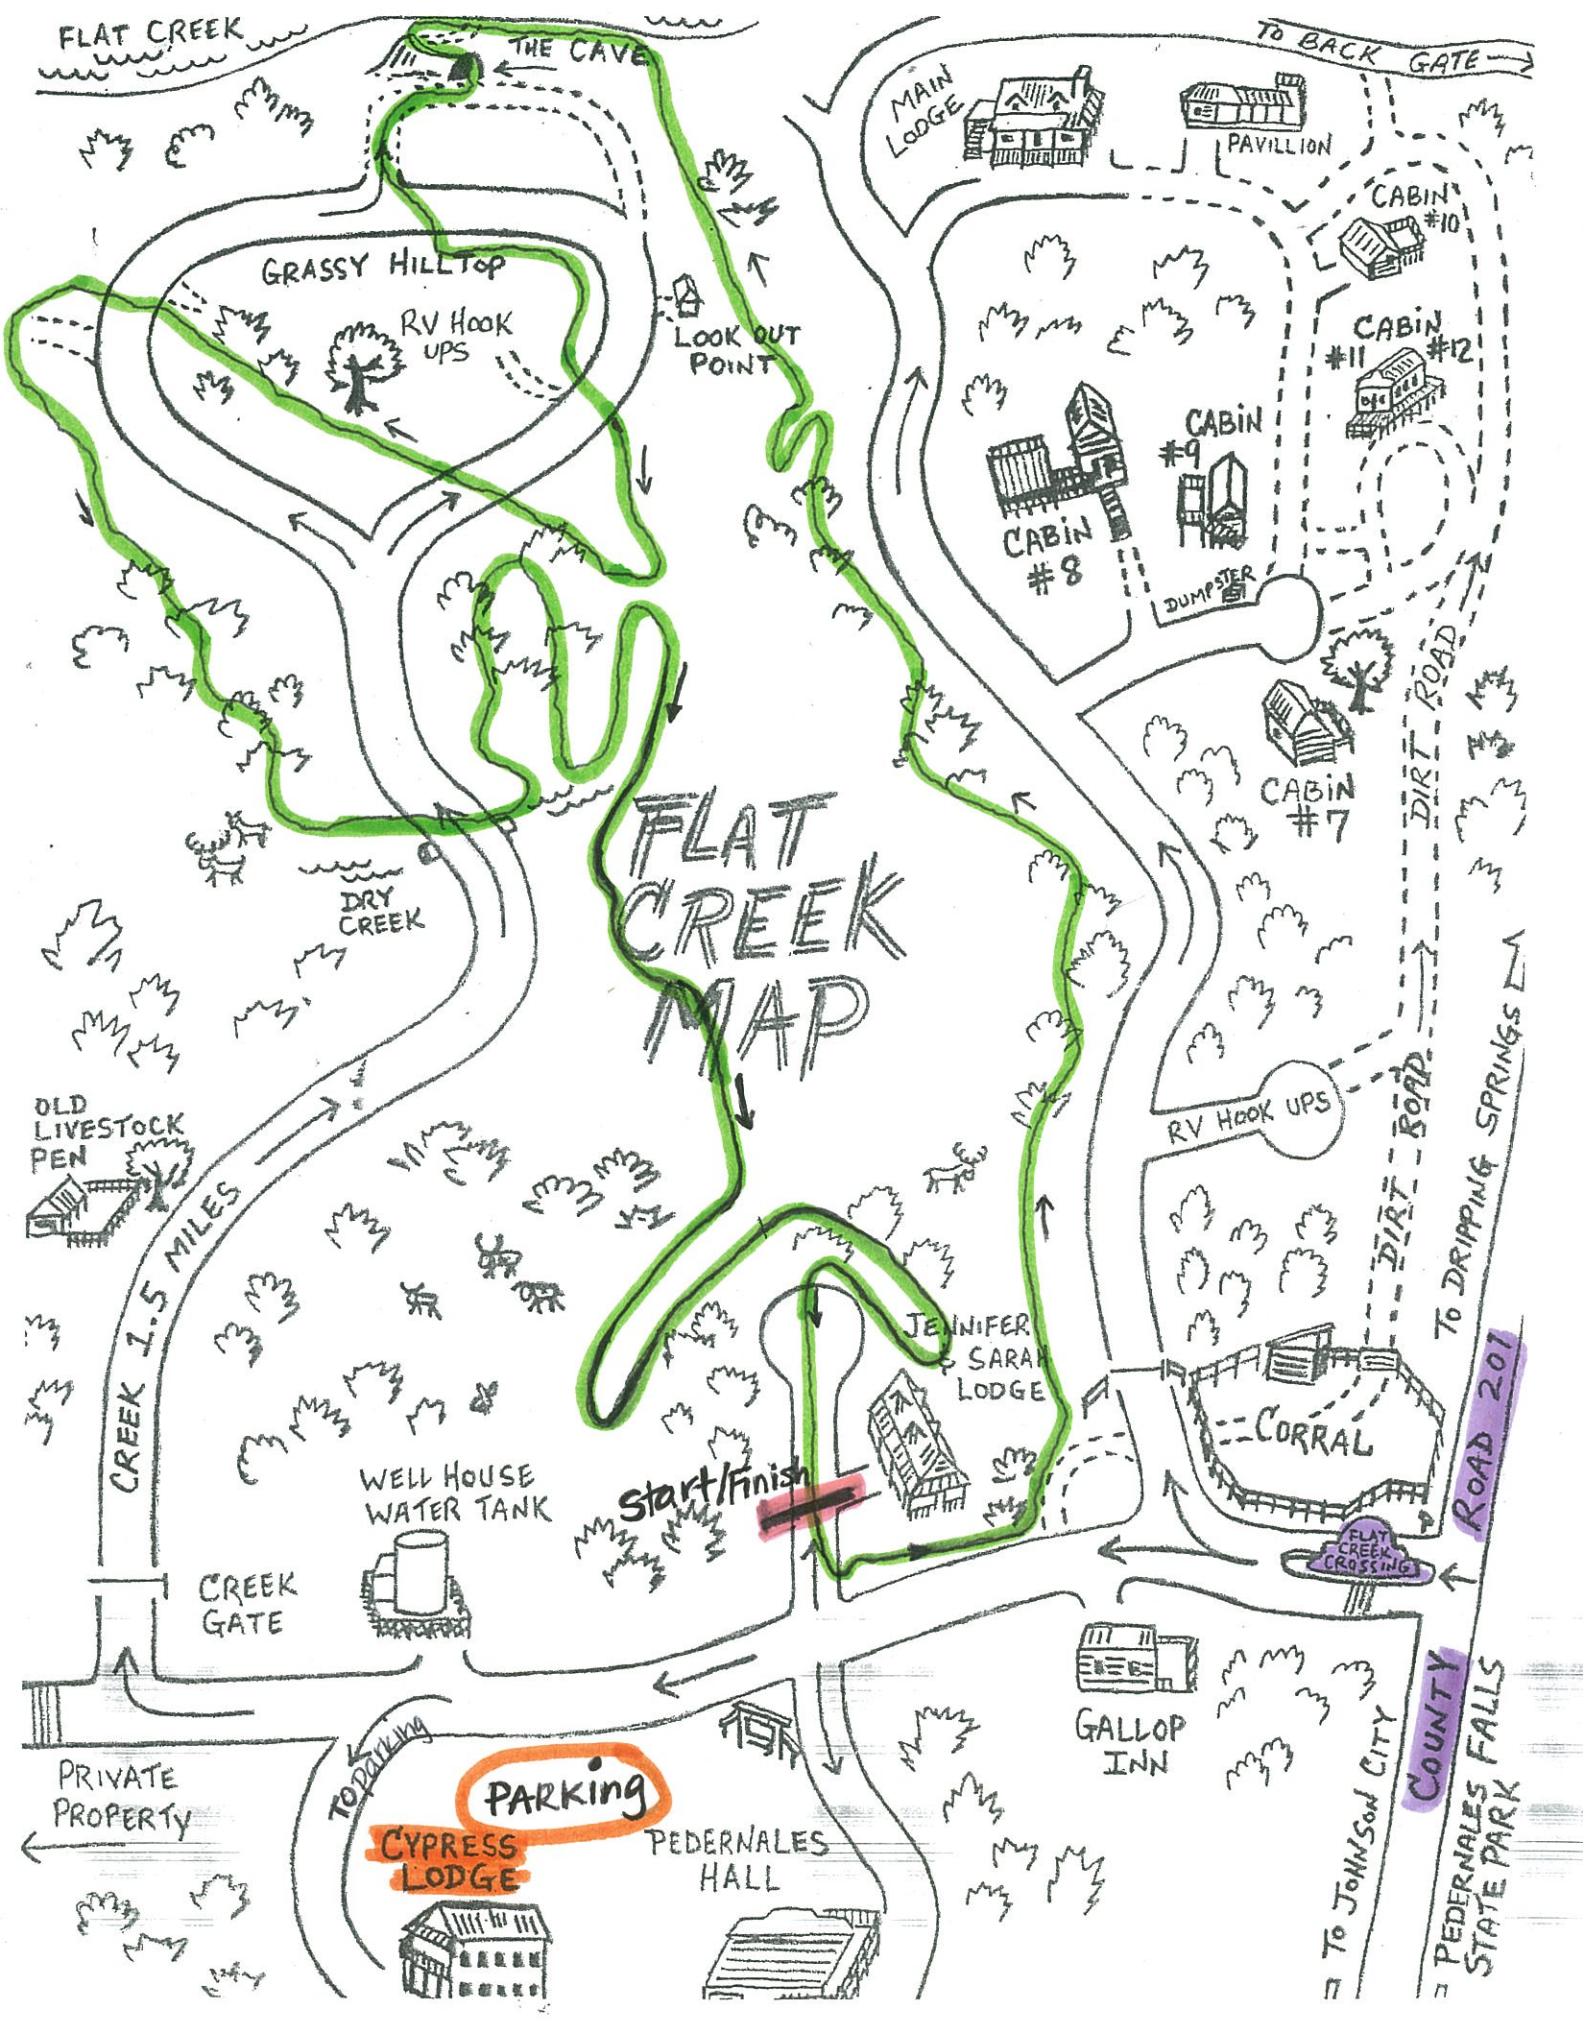 FLAT CREEK
THE CAVE
TO BACK GATE
MAIN
LODGE
PAVILLION
CABIN
#10
GRASSY HILLTOP
RV HOOK
UPS
LOOK OUT
POINT
CABIN
#11 #12
CABIN
#9
CABIN
#8
DUMPSTER
DIRT ROAD
CABIN
#7
FLAT
CREEK
MAP
DRY
CREEK
OLD
LIVESTOCK
PEN
RV HOOK UPS
DIRT ROAD
TO DRIPPING SPRINGS
CREEK 1.5 MILES
JENNIFER
& SARAH
LODGE
CORRAL
COUNTY ROAD 201
WELL HOUSE
WATER TANK
Start/Finish
FLAT
CREEK
CROSSING
CREEK
GATE
GALLOP
INN
PRIVATE
PROPERTY
TO parking
PARKING
CYPRESS
LODGE
PEDERNALES
HALL
TO JOHNSON CITY
PEDERNALES FALLS
STATE PARK